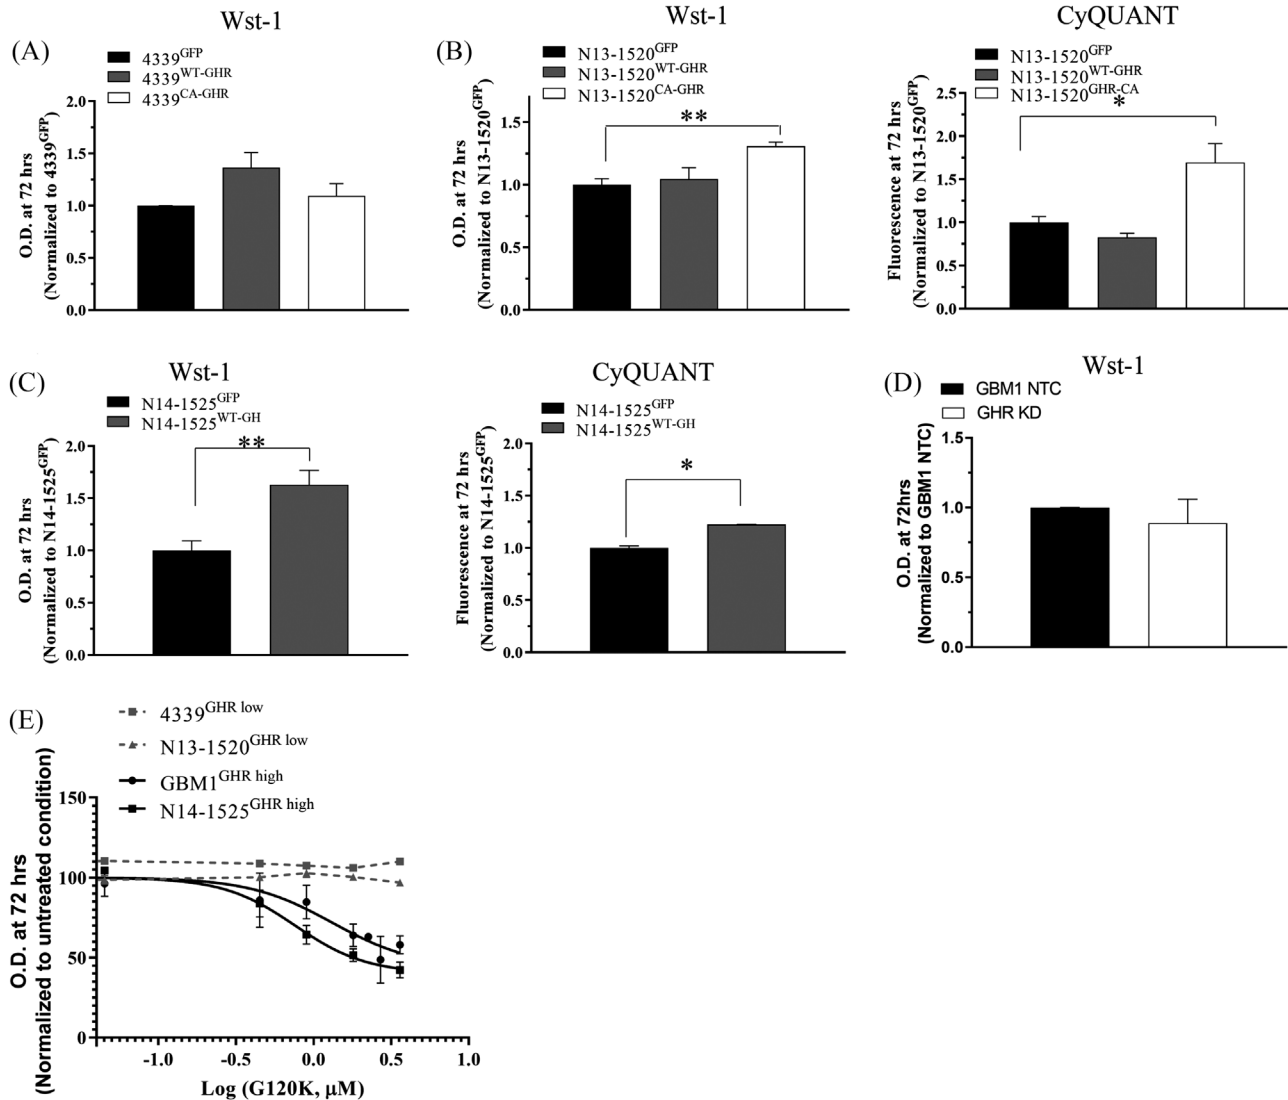 (A)
Wst-1
4339GFP
4339WT-GHR
4339CA-GHR
O.D. at 72 hrs
(Normalized to 4339GFP)
2.0
1.5
1.0
0.5
0.0
(B)
Wst-1
N13-1520GFP
N13-1520WT-GHR
N13-1520CA-GHR
**
O.D. at 72 hrs
(Normalized to N13-1520GFP)
1.5
1.0
0.5
0.0
CyQUANT
N13-1520GFP
N13-1520WT-GHR
N13-1520GHR-CA
*
Fluorescence at 72 hrs
(Normalized to N13-1520GFP)
2.5
2.0
1.5
1.0
0.5
0.0
(C)
Wst-1
N14-1525GFP
N14-1525WT-GH
**
O.D. at 72 hrs
(Normalized to N14-1525GFP)
2.0
1.5
1.0
0.5
0.0
CyQUANT
N14-1525GFP
N14-1525WT-GH
*
Fluorescence at 72 hrs
(Normalized to N14-1525GFP)
2.0
1.5
1.0
0.5
0.0
(D)
Wst-1
GBM1 NTC
GHR KD
O.D. at 72hrs
(Normalized to GBM1 NTC)
1.5
1.0
0.5
0.0
(E)
4339GHR low
N13-1520GHR low
GBM1GHR high
N14-1525GHR high
O.D. at 72 hrs
(Normalized to untreated condition)
150
100
50
0
-1.0 -0.5 0.0 0.5 1.0
Log (G120K, μM)